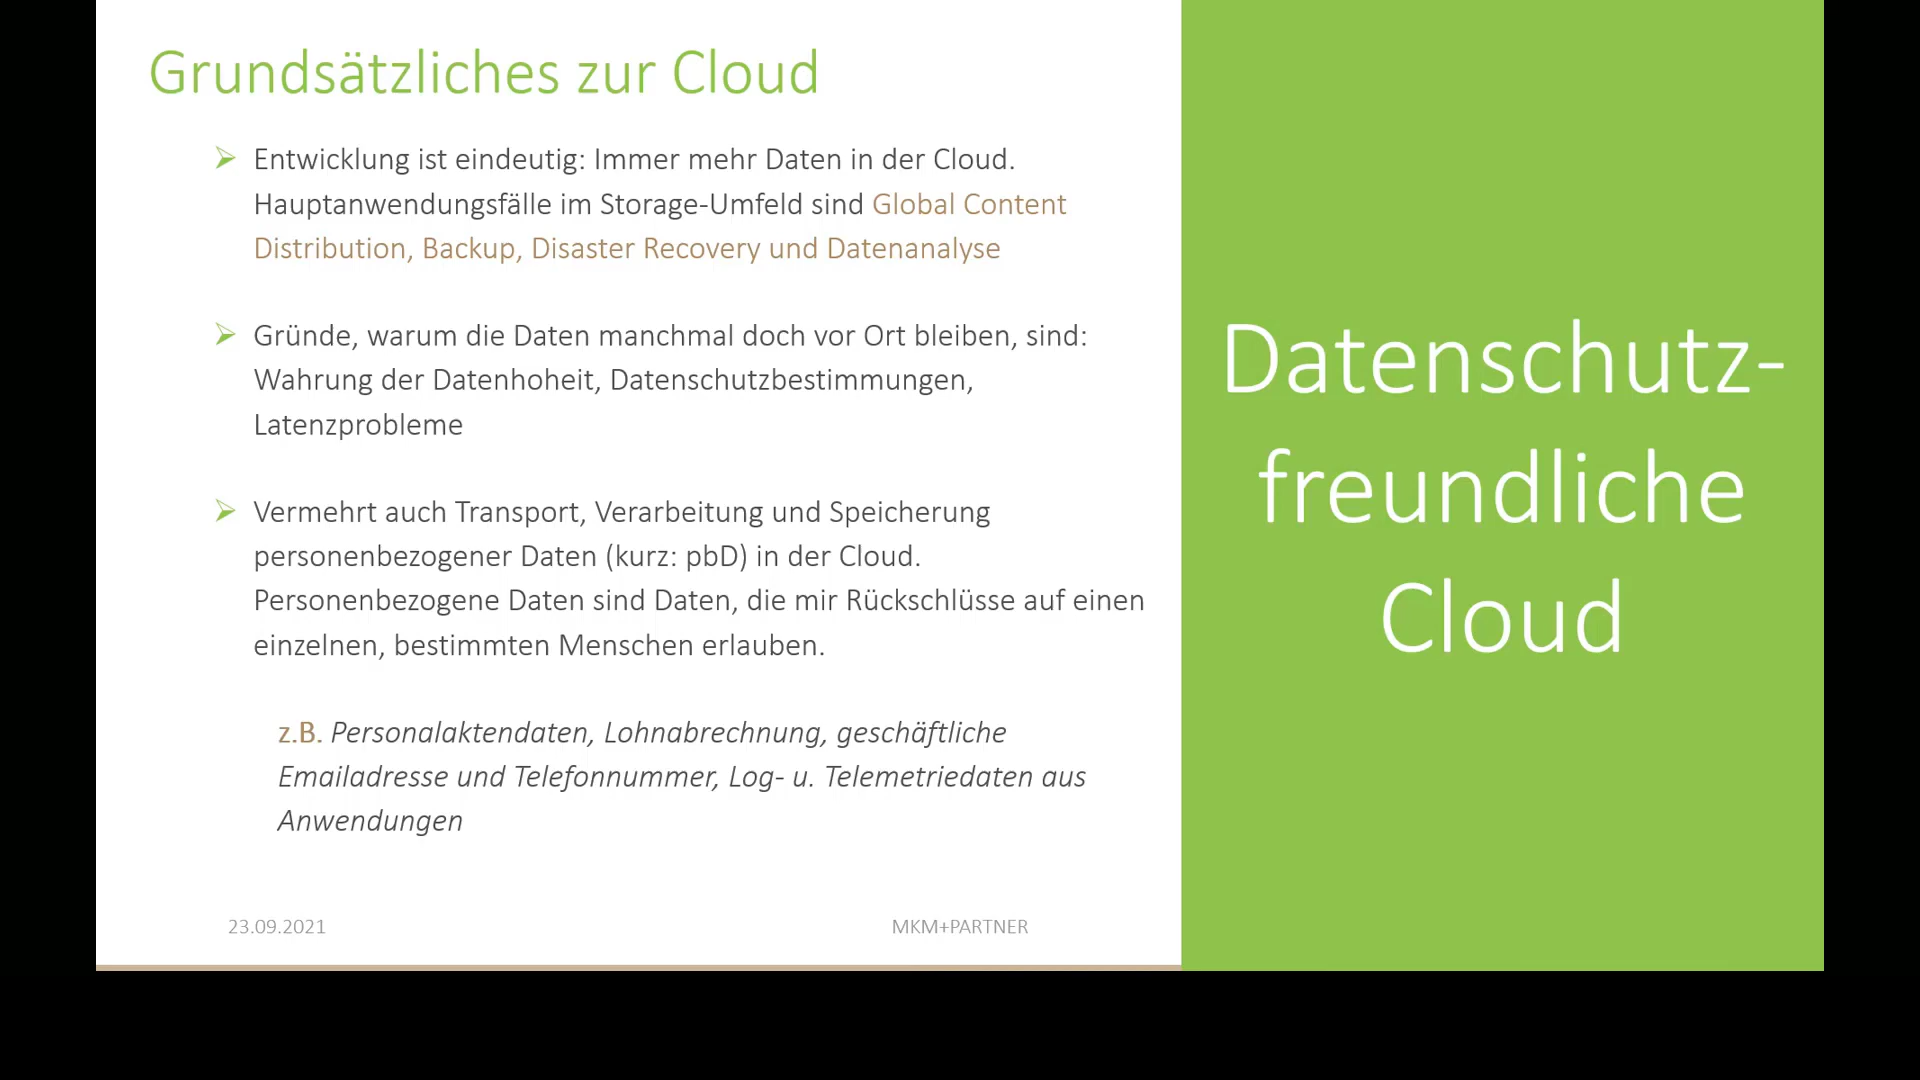 Grundsätzliches zur Cloud
Entwicklung ist eindeutig: Immer mehr Daten in der Cloud.
Hauptanwendungsfälle im Storage-Umfeld sind Global Content
Distribution, Backup, Disaster Recovery und Datenanalyse
Gründe, warum die Daten manchmal doch vor Ort bleiben, sind:
Wahrung der Datenhoheit, Datenschutzbestimmungen,
Latenzprobleme
Vermehrt auch Transport, Verarbeitung und Speicherung
personenbezogener Daten (kurz: pbD) in der Cloud.
Personenbezogene Daten sind Daten, die mir Rückschlüsse auf einen
einzelnen, bestimmten Menschen erlauben.
z.B. Personalaktendaten, Lohnabrechnung, geschäftliche
Emailadresse und Telefonnummer, Log- u. Telemetriedaten aus
Anwendungen
23.09.2021
MKM+PARTNER
Datenschutz-
freundliche
Cloud